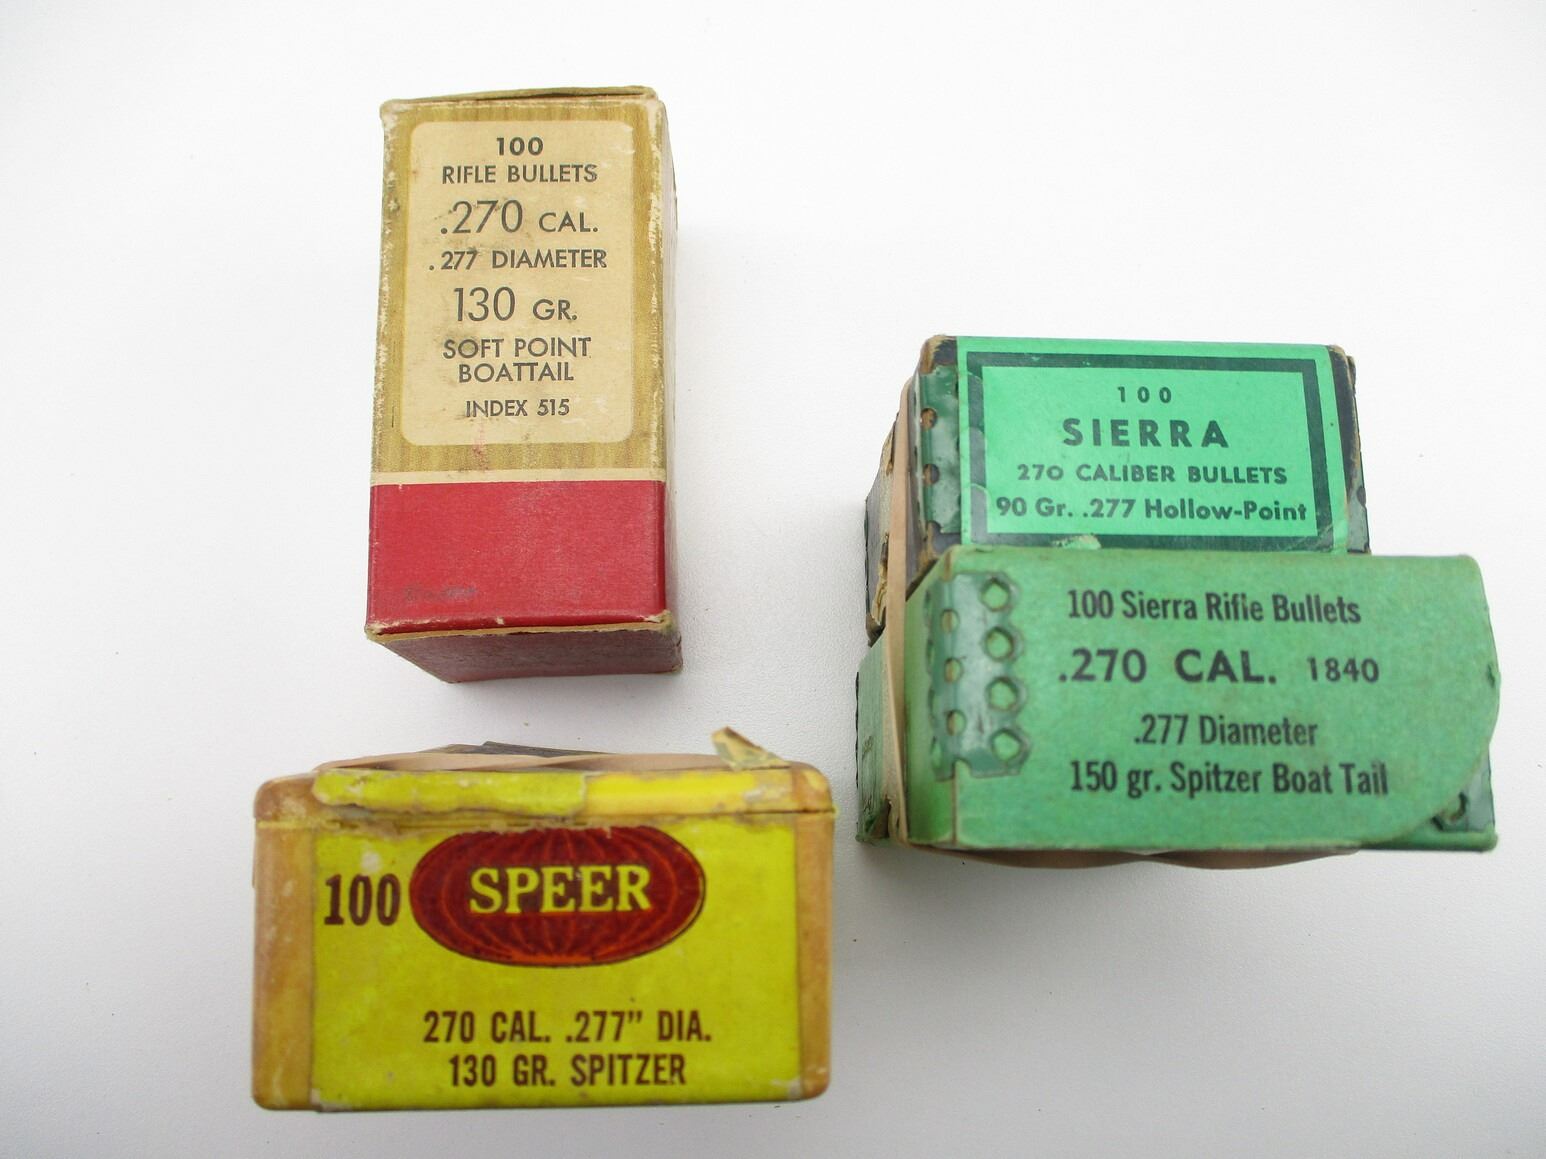 100
RIFLE BULLETS
.270 CAL.
.277 DIAMETER
130 GR.
SOFT POINT
BOATTAIL
INDEX 515
100
SIERRA
270 CALIBER BULLETS
90 Gr. .277 Hollow-Point
100 Sierra Rifle Bullets
.270 CAL. 1840
.277 Diameter
150 gr. Spitzer Boat Tail
100 SPEER
270 CAL. .277” DIA.
130 GR. SPITZER